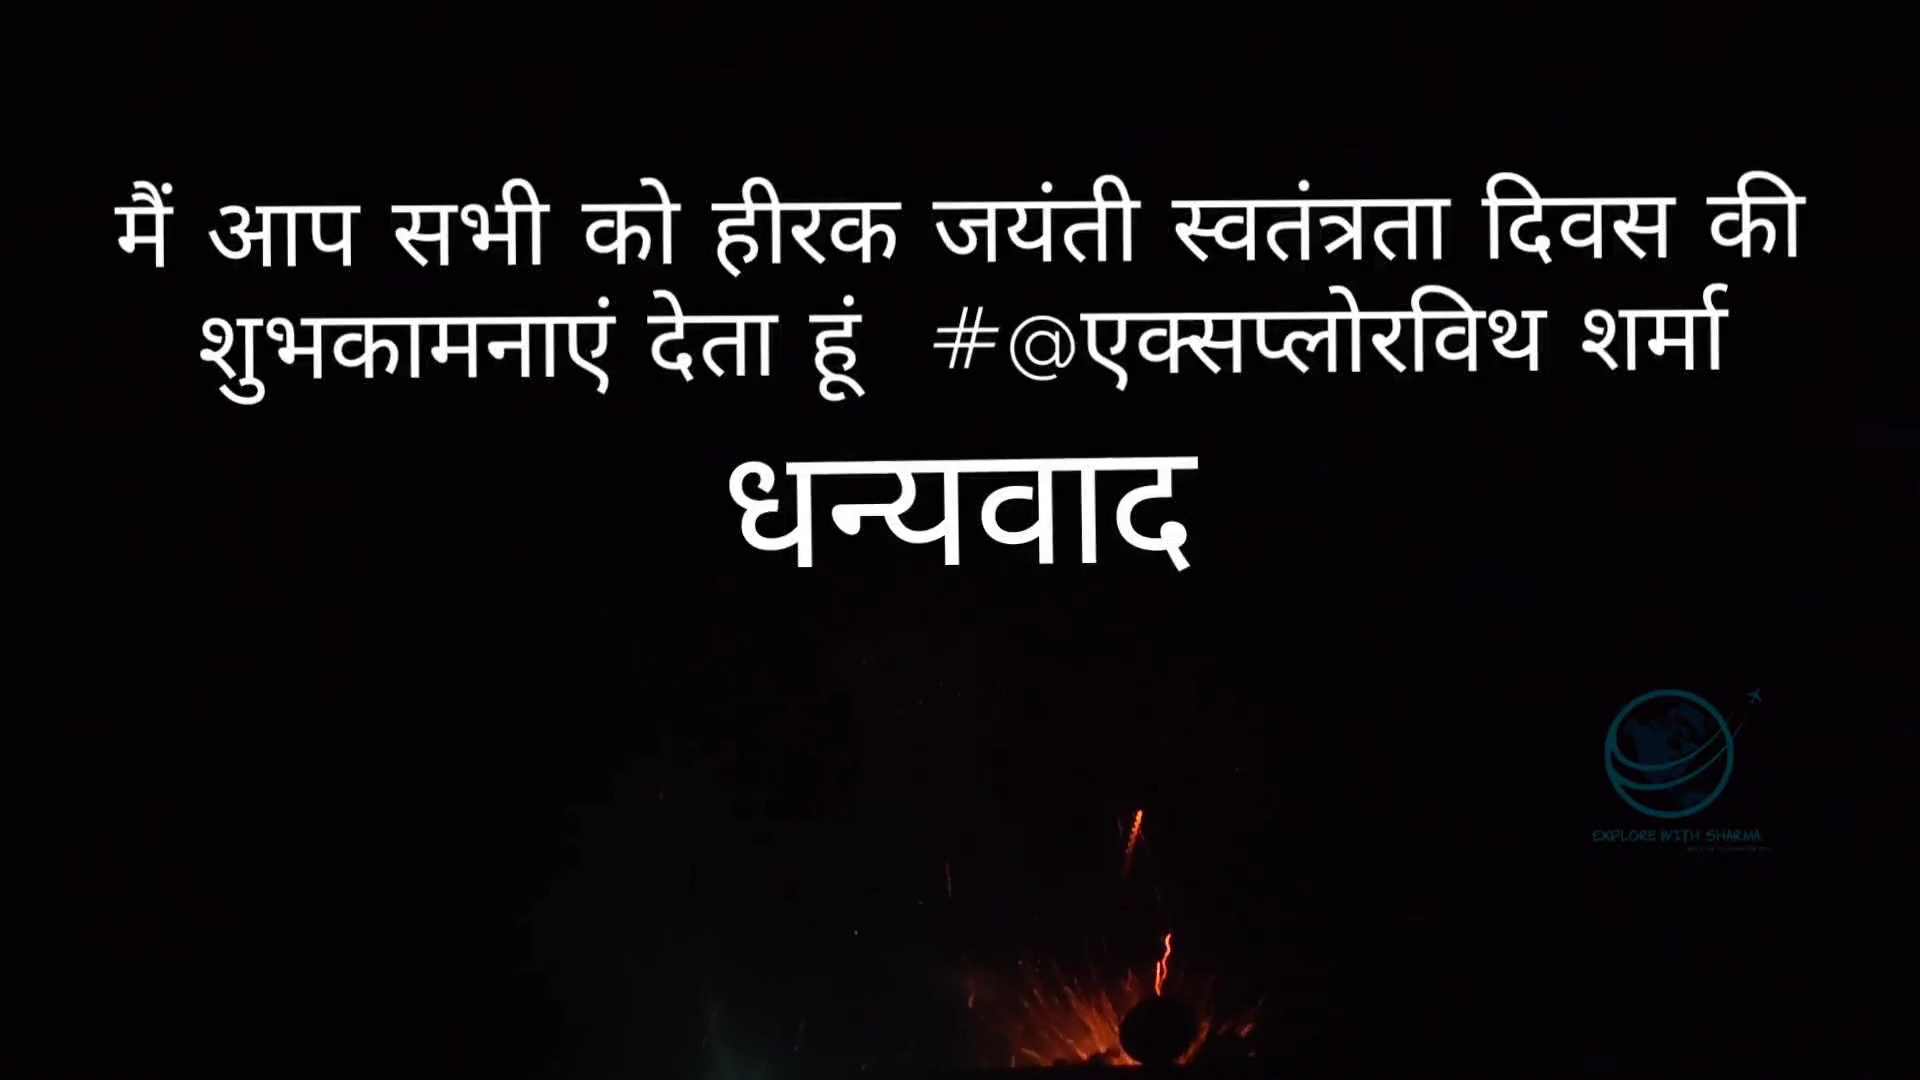 मैं आप सभी को हीरक जयंती स्वतंत्रता दिवस की
शुभकामनाएं देता हूं #@एक्सप्लोरविथ शर्मा
धन्यवाद
EXPLORE WITH SHARMA